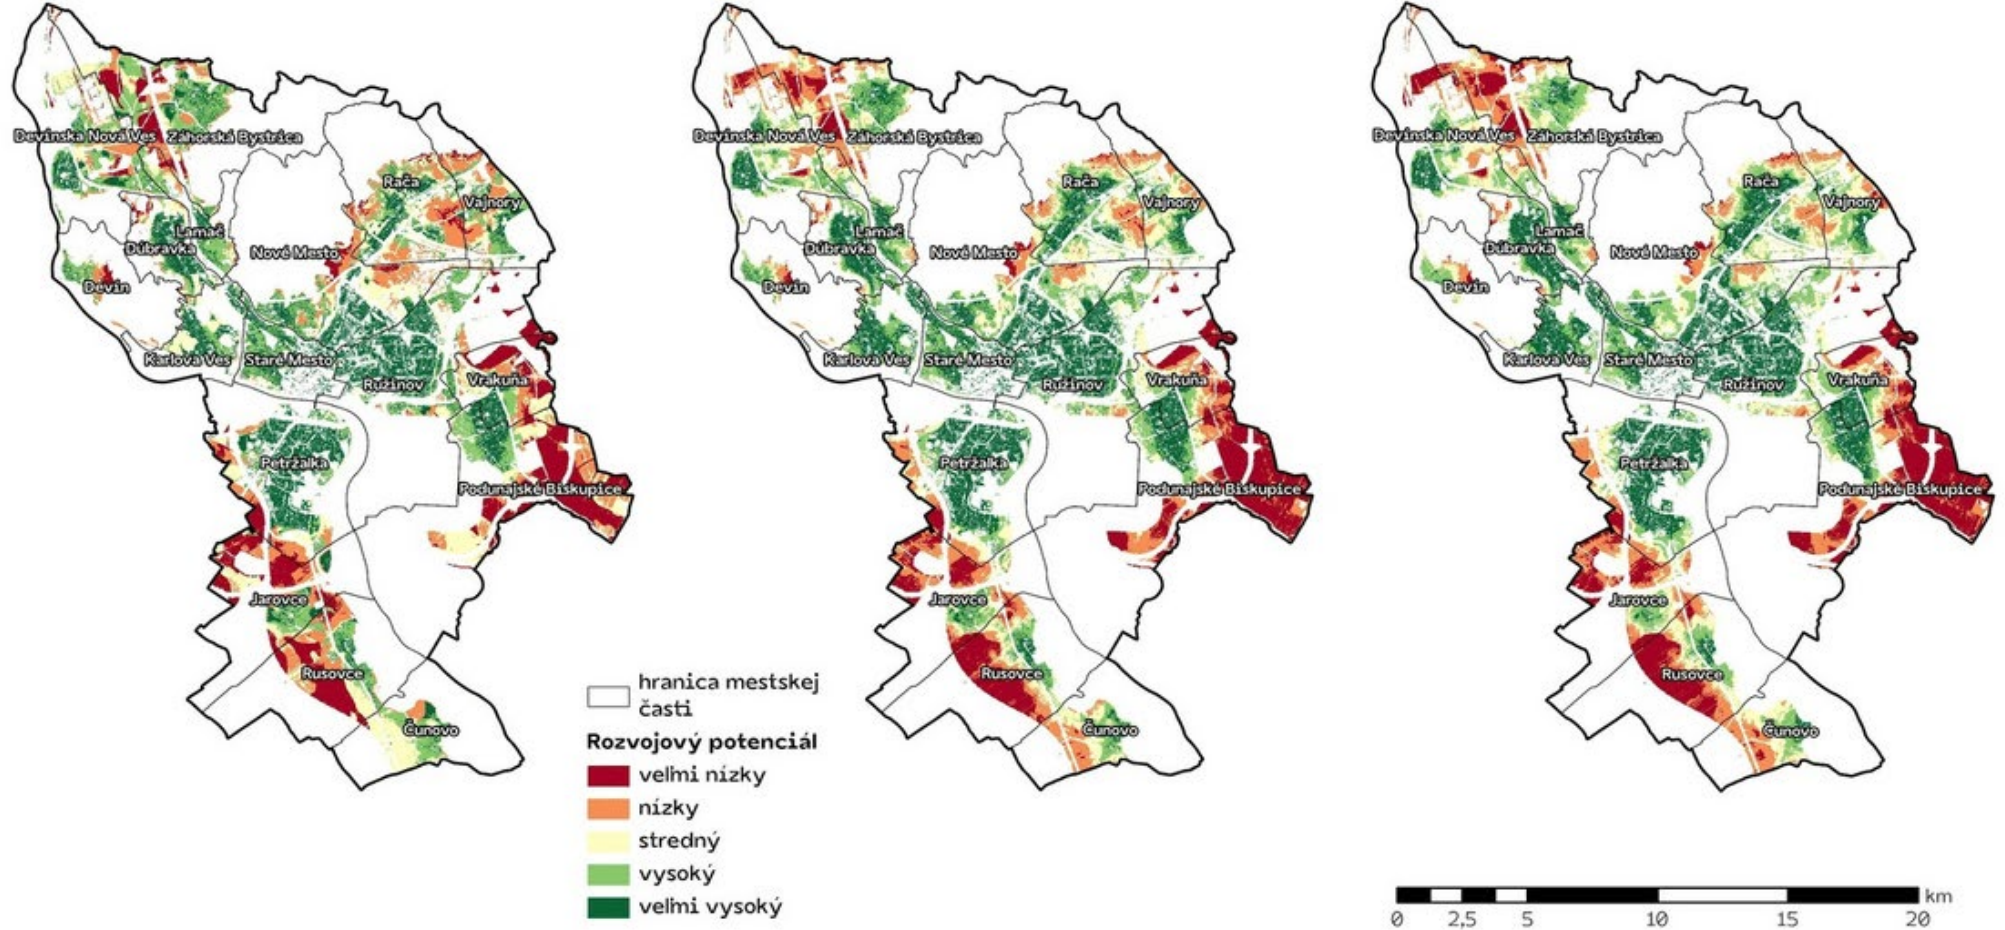 Devínska Nová Ves
Záhorská Bystrica
Rača
Vajnory
Lamač
Dúbravka
Nové Mesto
Devín
Karlova Ves
Staré Mesto
Ružinov
Vrakuňa
Petržalka
Podunajské Biskupice
Jarovce
Rusovce
Čunovo
Devínska Nová Ves
Záhorská Bystrica
Rača
Vajnory
Lamač
Dúbravka
Nové Mesto
Devín
Karlova Ves
Staré Mesto
Ružinov
Vrakuňa
Petržalka
Podunajské Biskupice
Jarovce
Rusovce
Čunovo
Devínska Nová Ves
Záhorská Bystrica
Rača
Vajnory
Lamač
Dúbravka
Nové Mesto
Devín
Karlova Ves
Staré Mesto
Ružinov
Vrakuňa
Petržalka
Podunajské Biskupice
Jarovce
Rusovce
Čunovo
hranica mestskej
časti
Rozvojový potenciál
veľmi nízky
nízky
stredný
vysoký
veľmi vysoký
km
0 2,5 5 10 15 20